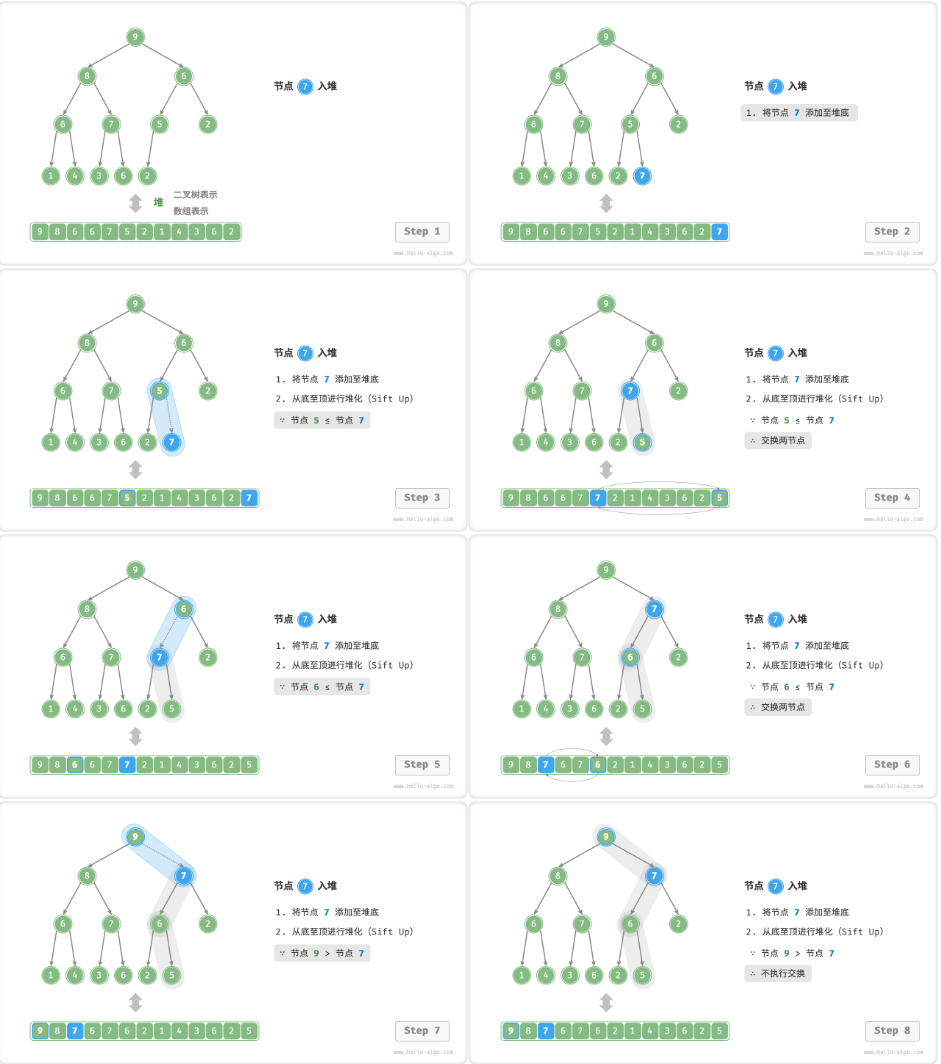 9
8 6
节点 7 入堆
6 7 5 2
1 4 3 6 2
堆 二叉树表示
数组表示
9 8 6 6 7 5 2 1 4 3 6 2
Step 1
www.hello-algo.com
9
8 6
节点 7 入堆
1. 将节点 7 添加至堆底
6 7 5 2
1 4 3 6 2 7
9 8 6 6 7 5 2 1 4 3 6 2 7
Step 2
www.hello-algo.com
9
8 6
节点 7 入堆
1. 将节点 7 添加至堆底
6 7 5 2
2. 从底至顶进行堆化（Sift Up）
∵ 节点 5 ≤ 节点 7
1 4 3 6 2 7
9 8 6 6 7 5 2 1 4 3 6 2 7
Step 3
www.hello-algo.com
9
8 6
节点 7 入堆
1. 将节点 7 添加至堆底
6 7 7 2
2. 从底至顶进行堆化（Sift Up）
∵ 节点 5 ≤ 节点 7
∴ 交换两节点
1 4 3 6 2 5
9 8 6 6 7 7 2 1 4 3 6 2 5
Step 4
www.hello-algo.com
9
8 6
节点 7 入堆
1. 将节点 7 添加至堆底
6 7 7 2
2. 从底至顶进行堆化（Sift Up）
∵ 节点 6 ≤ 节点 7
1 4 3 6 2 5
9 8 6 6 7 7 2 1 4 3 6 2 5
Step 5
www.hello-algo.com
9
8 7
节点 7 入堆
1. 将节点 7 添加至堆底
6 7 6 2
2. 从底至顶进行堆化（Sift Up）
∵ 节点 6 ≤ 节点 7
∴ 交换两节点
1 4 3 6 2 5
9 8 7 6 7 6 2 1 4 3 6 2 5
Step 6
www.hello-algo.com
9
8 7
节点 7 入堆
1. 将节点 7 添加至堆底
6 7 6 2
2. 从底至顶进行堆化（Sift Up）
∵ 节点 9 > 节点 7
1 4 3 6 2 5
9 8 7 6 7 6 2 1 4 3 6 2 5
Step 7
www.hello-algo.com
9
8 7
节点 7 入堆
1. 将节点 7 添加至堆底
6 7 6 2
2. 从底至顶进行堆化（Sift Up）
∵ 节点 9 > 节点 7
∴ 不执行交换
1 4 3 6 2 5
9 8 7 6 7 6 2 1 4 3 6 2 5
Step 8
www.hello-algo.com